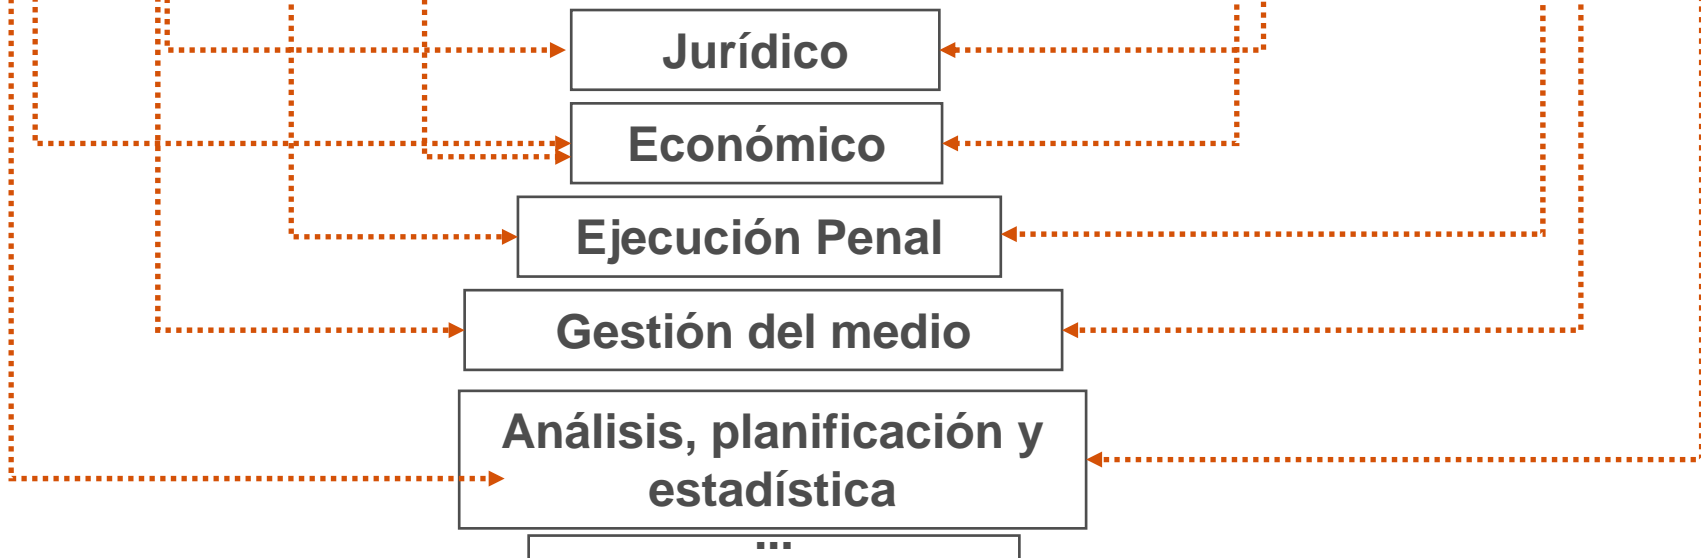 Jurídico
Económico
Ejecución Penal
Gestión del medio
Análisis, planificación y
estadística
...